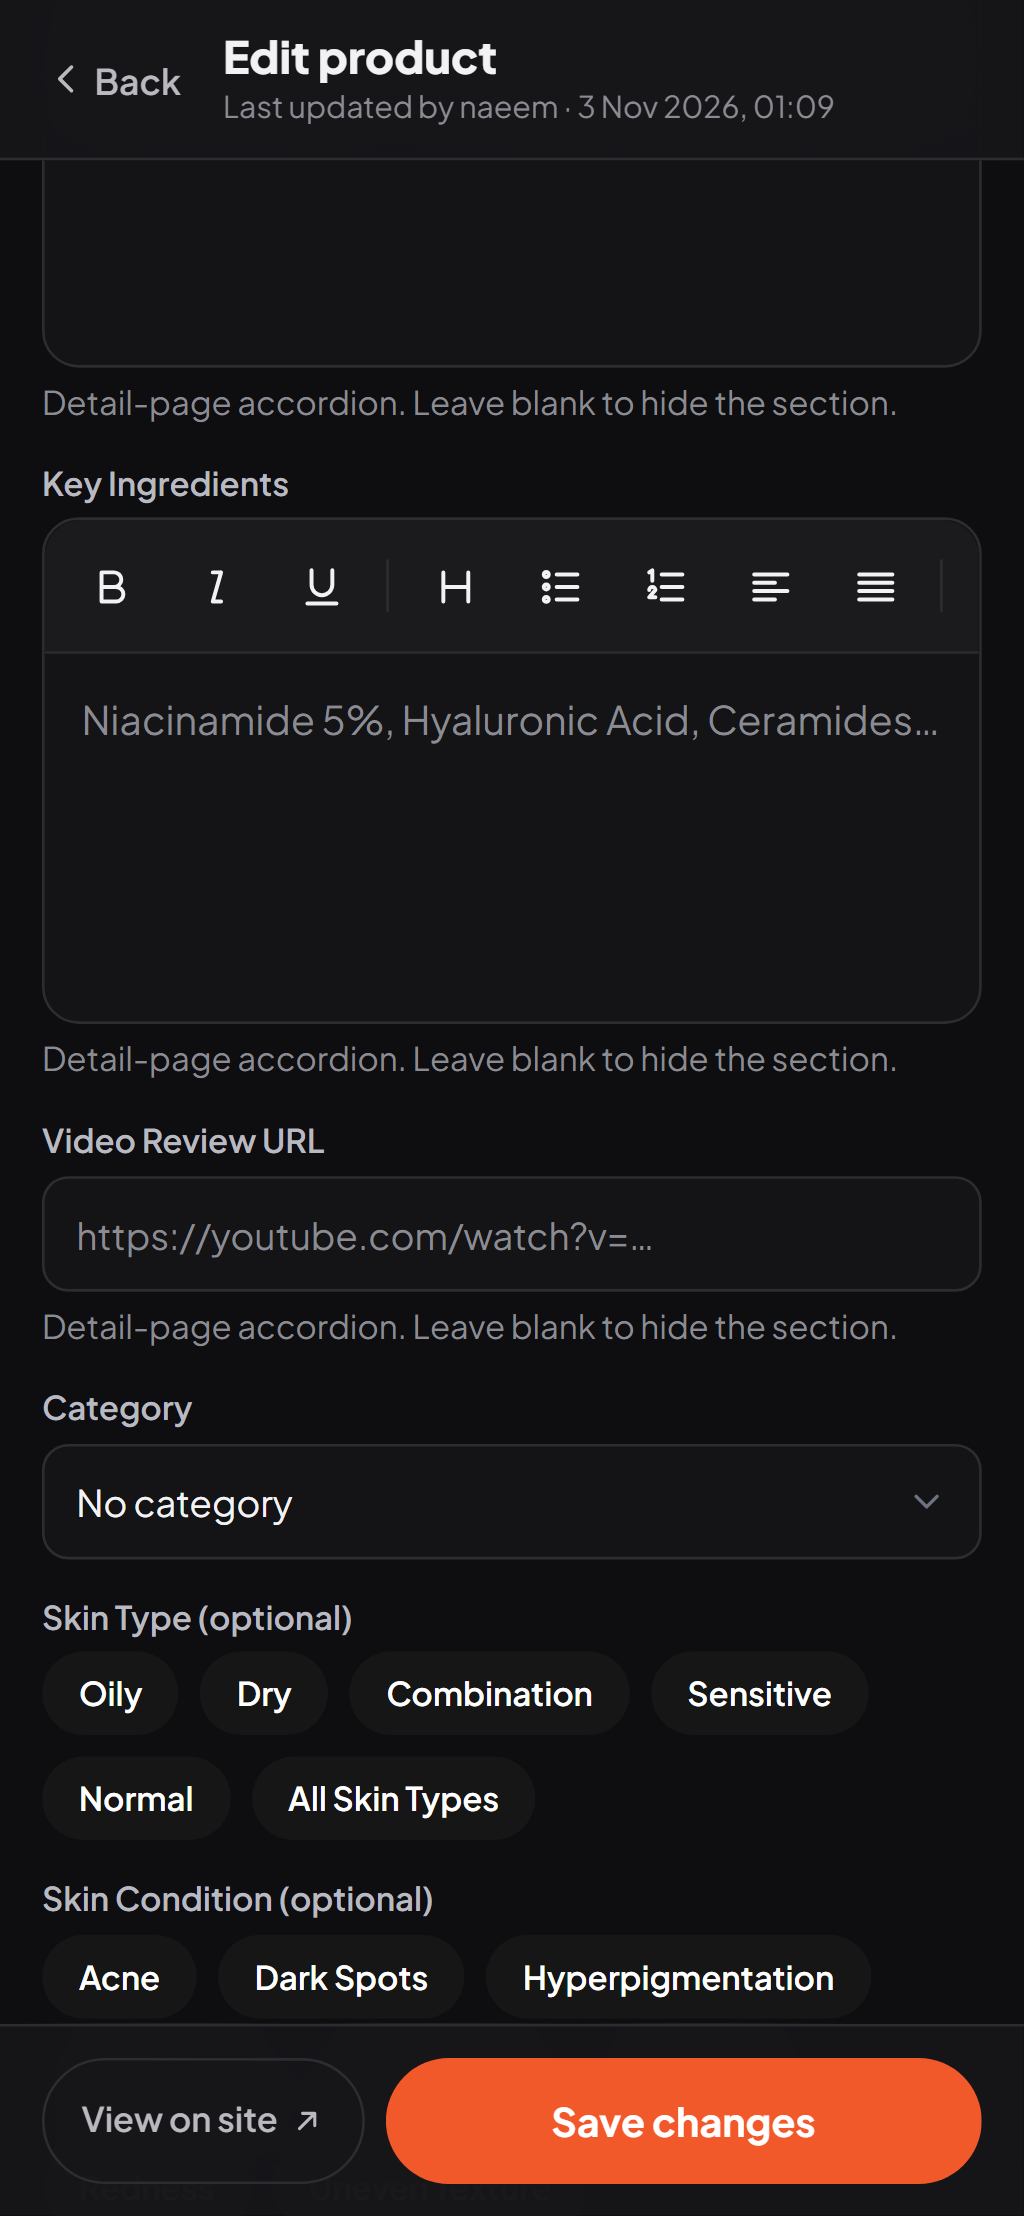 Back
Edit product
Last updated by naeem · 3 Nov 2026, 01:09
Detail-page accordion. Leave blank to hide the section.
Key Ingredients
B I U H
Niacinamide 5%, Hyaluronic Acid, Ceramides...
Detail-page accordion. Leave blank to hide the section.
Video Review URL
https://youtube.com/watch?v=...
Detail-page accordion. Leave blank to hide the section.
Category
No category
Skin Type (optional)
Oily Dry Combination Sensitive
Normal All Skin Types
Skin Condition (optional)
Acne Dark Spots Hyperpigmentation
View on site Save changes
Redness Uneven Texture